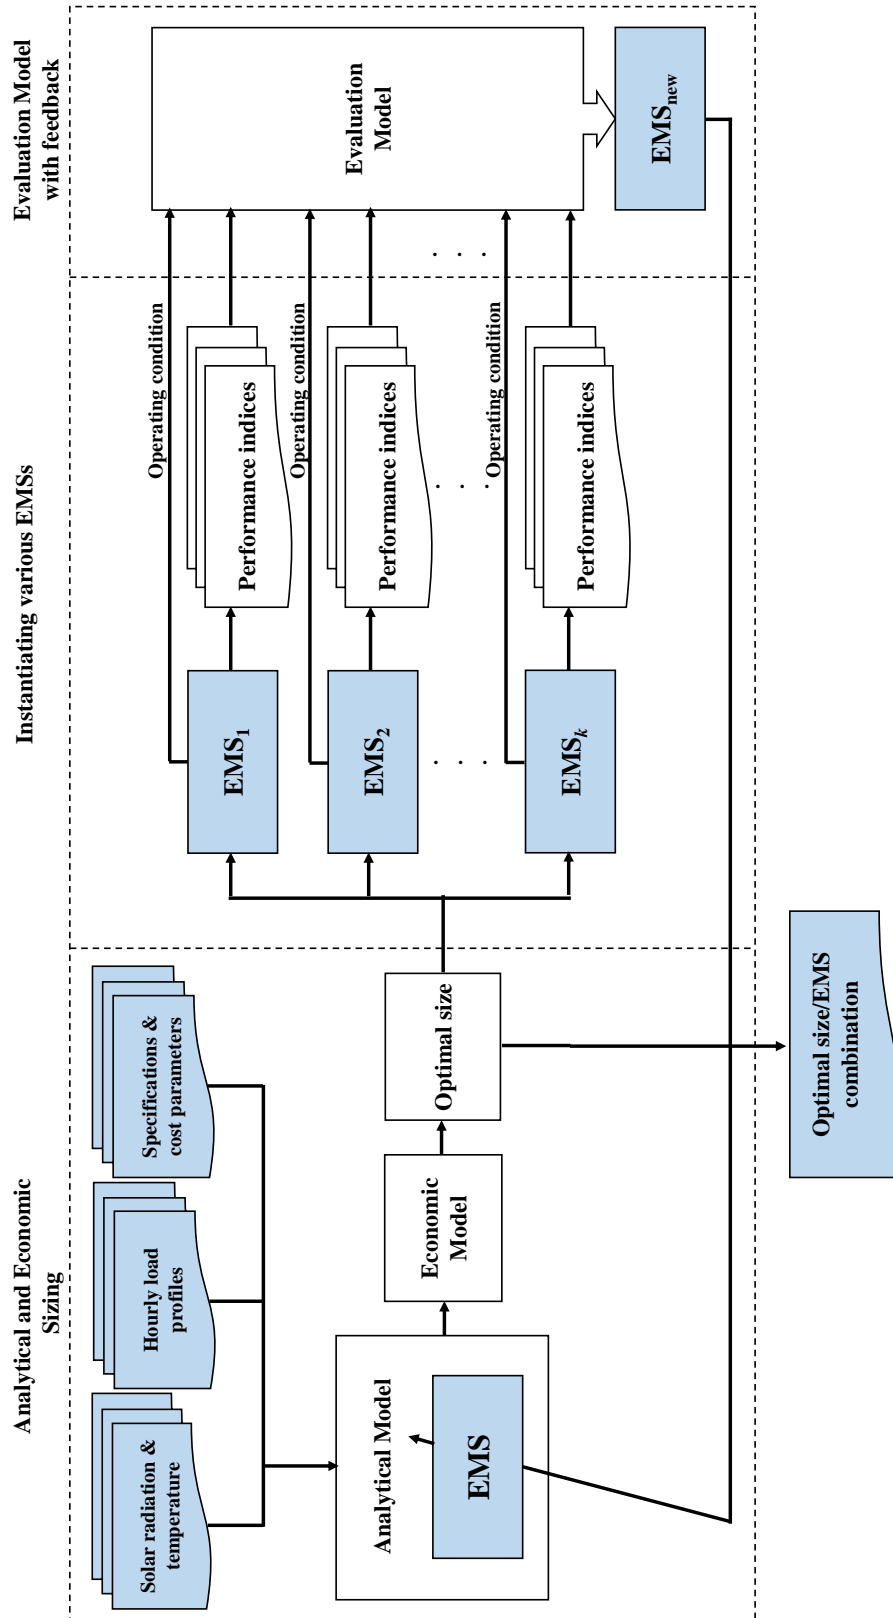 Analytical and Economic
Sizing
Instantiating various EMSs
Evaluation Model
with feedback
Solar radiation &
temperature
Hourly load
profiles
Specifications &
cost parameters
Analytical Model
EMS
Economic
Model
Optimal size
Optimal size/EMS
combination
EMS1
Operating condition
Performance indices
EMS2
Operating condition
Performance indices
. . .
. . .
. . .
EMSk
Operating condition
Performance indices
Evaluation
Model
EMSnew